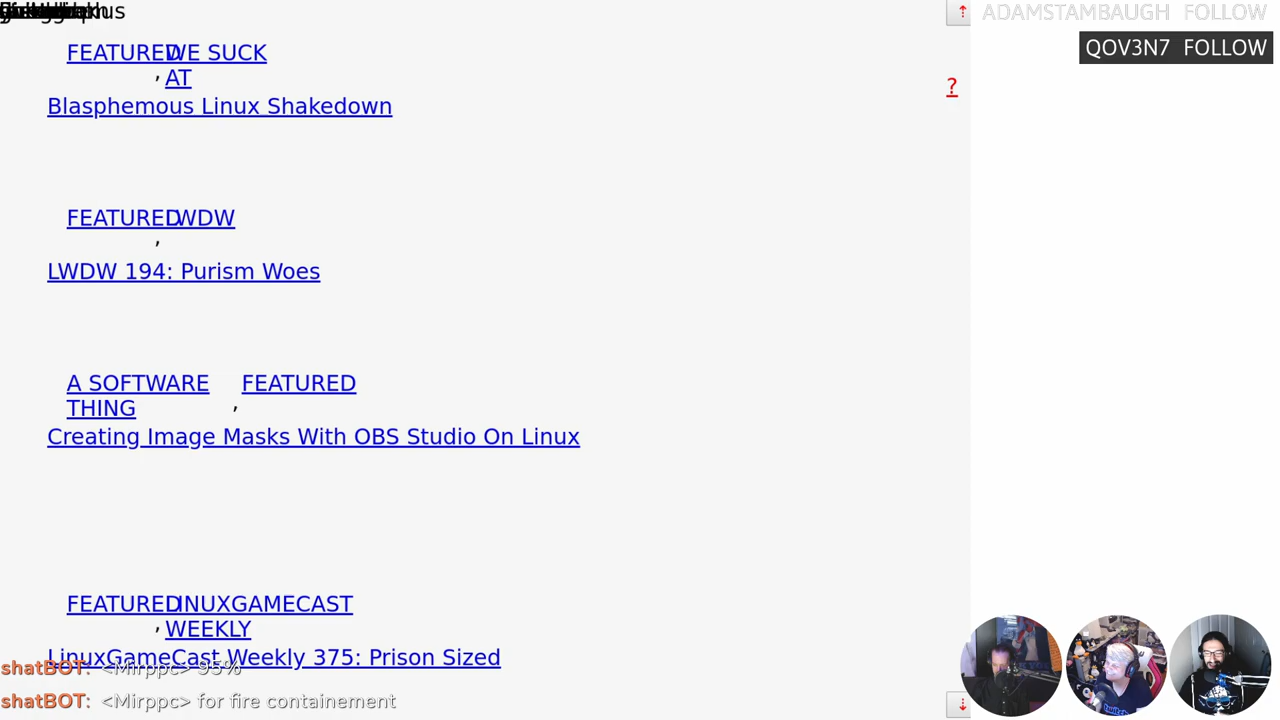 ADAMSTAMBAUGH FOLLOW
QOV3N7 FOLLOW
FEATURED, WE SUCK AT
Blasphemous Linux Shakedown
?
FEATURED, LWDW
LWDW 194: Purism Woes
A SOFTWARE THING, FEATURED
Creating Image Masks With OBS Studio On Linux
FEATURED, LINUXGAMECAST WEEKLY
LinuxGameCast Weekly 375: Prison Sized
shatBOT: <Mirppc> 95%
shatBOT: <Mirppc> for fire containement
twitch